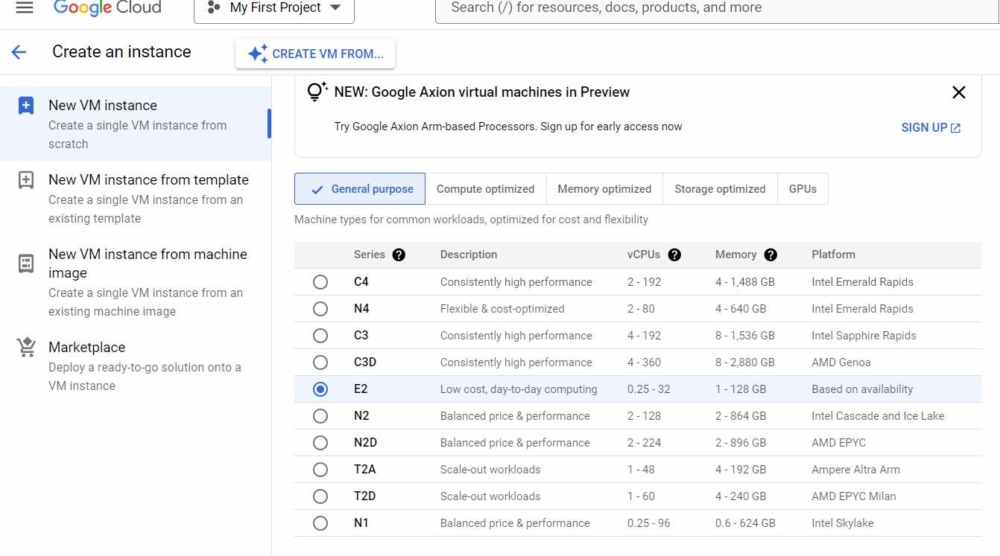 Google Cloud
My First Project
Search (/) for resources, docs, products, and more
Create an instance
CREATE VM FROM...
New VM instance
Create a single VM instance from
scratch
New VM instance from template
Create a single VM instance from an
existing template
New VM instance from machine
image
Create a single VM instance from an
existing machine image
Marketplace
Deploy a ready-to-go solution onto a
VM instance
NEW: Google Axion virtual machines in Preview
Try Google Axion Arm-based Processors. Sign up for early access now
SIGN UP
General purpose Compute optimized Memory optimized Storage optimized GPUs
Machine types for common workloads, optimized for cost and flexibility
Series ? Description vCPUs ? Memory ? Platform
C4 Consistently high performance 2 - 192 4 - 1,488 GB Intel Emerald Rapids
N4 Flexible & cost-optimized 2 - 80 4 - 640 GB Intel Emerald Rapids
C3 Consistently high performance 4 - 192 8 - 1,536 GB Intel Sapphire Rapids
C3D Consistently high performance 4 - 360 8 - 2,880 GB AMD Genoa
E2 Low cost, day-to-day computing 0.25 - 32 1 - 128 GB Based on availability
N2 Balanced price & performance 2 - 128 2 - 864 GB Intel Cascade and Ice Lake
N2D Balanced price & performance 2 - 224 2 - 896 GB AMD EPYC
T2A Scale-out workloads 1 - 48 4 - 192 GB Ampere Altra Arm
T2D Scale-out workloads 1 - 60 4 - 240 GB AMD EPYC Milan
N1 Balanced price & performance 0.25 - 96 0.6 - 624 GB Intel Skylake